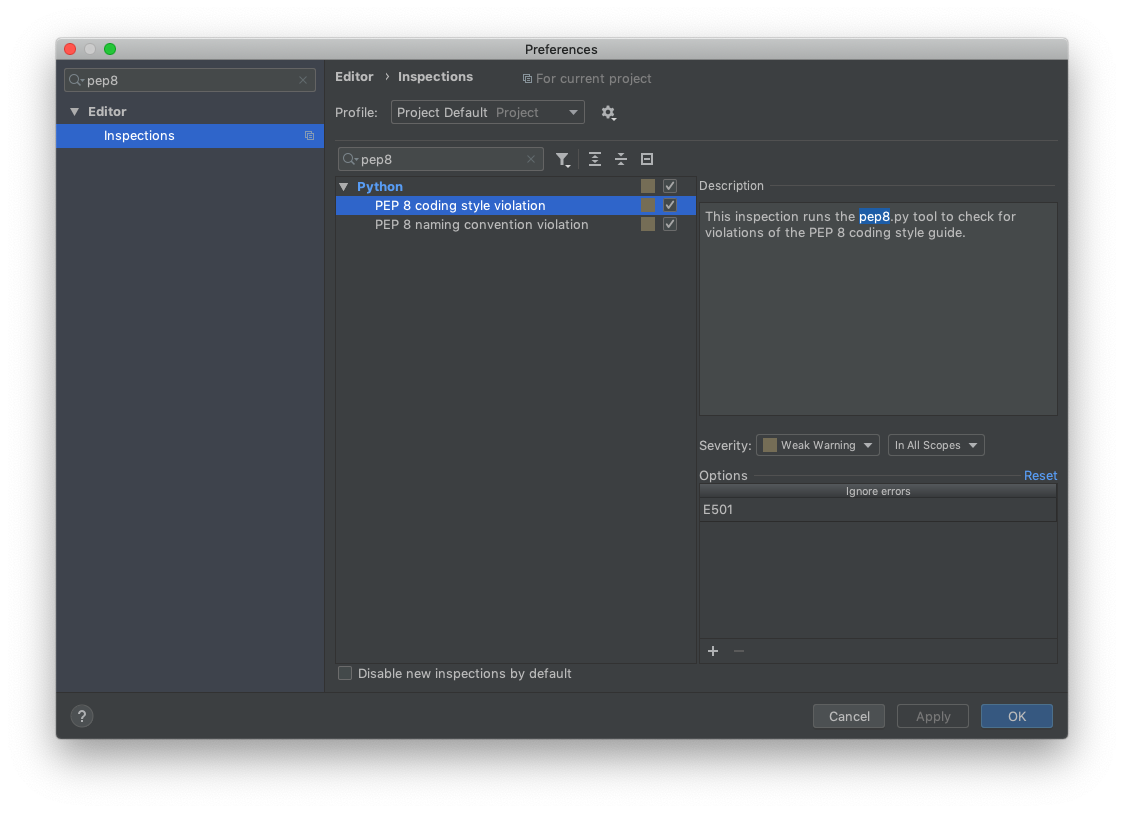 Preferences
pep8
Editor
Inspections
Editor › Inspections
For current project
Profile:
Project Default Project
pep8
Python
PEP 8 coding style violation
PEP 8 naming convention violation
Disable new inspections by default
Description
This inspection runs the pep8.py tool to check for
violations of the PEP 8 coding style guide.
Severity:
Weak Warning
In All Scopes
Options
Reset
Ignore errors
E501
?
Cancel
Apply
OK